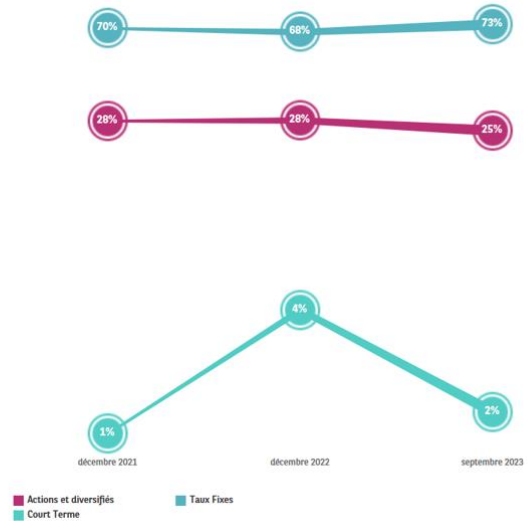 70%
68%
73%
28%
28%
25%
4%
1%
2%
décembre 2021
décembre 2022
septembre 2023
Actions et diversifiés
Taux Fixes
Court Terme